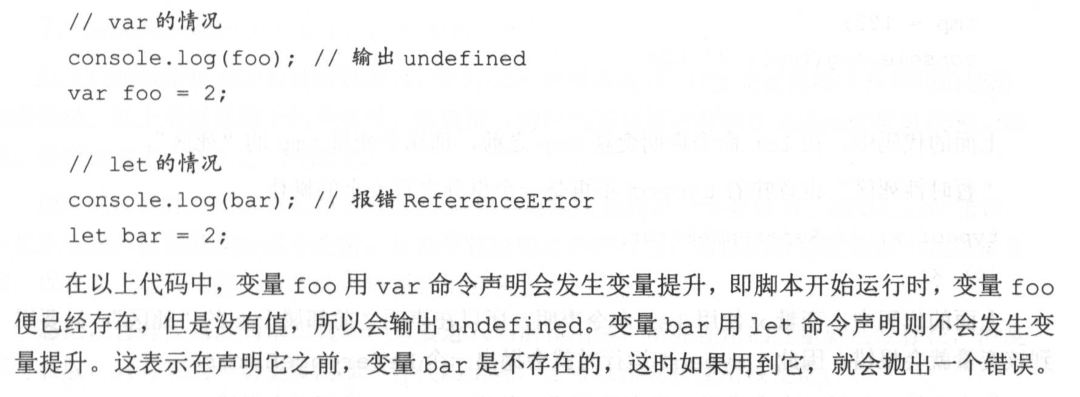 // var 的情况
console.log(foo); // 输出 undefined
var foo = 2;
// let 的情况
console.log(bar); // 报错 ReferenceError
let bar = 2;
在以上代码中，变量 foo 用 var 命令声明会发生变量提升，即脚本开始运行时，变量 foo
便已经存在，但是没有值，所以会输出 undefined。变量 bar 用 let 命令声明则不会发生变
量提升。这表示在声明它之前，变量 bar 是不存在的，这时如果用到它，就会抛出一个错误。